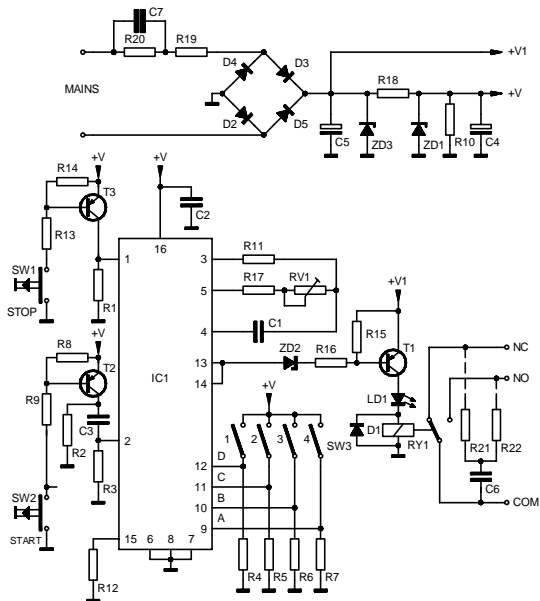 C7
R20 R19
D4 D3
+V1
MAINS
R18
+V
D2 D5
C5 ZD3 ZD1 R10 C4
R14 +V +V
T3
C2
R13
16
1 3 R11
SW1
5 R17 RV1
+V1
STOP R1
4 C1
R15
R8 +V
T1
NC
T2
13 ZD2 R16
IC1
14
NO
R9
+V
LD1
C3
1 2 3 4
D1
R2
2
D
SW3
RY1
R21 R22
12
R3
C
11
C6
SW2
B
10
COM
A
9
START
15 6 8 7
R12
R4 R5 R6 R7